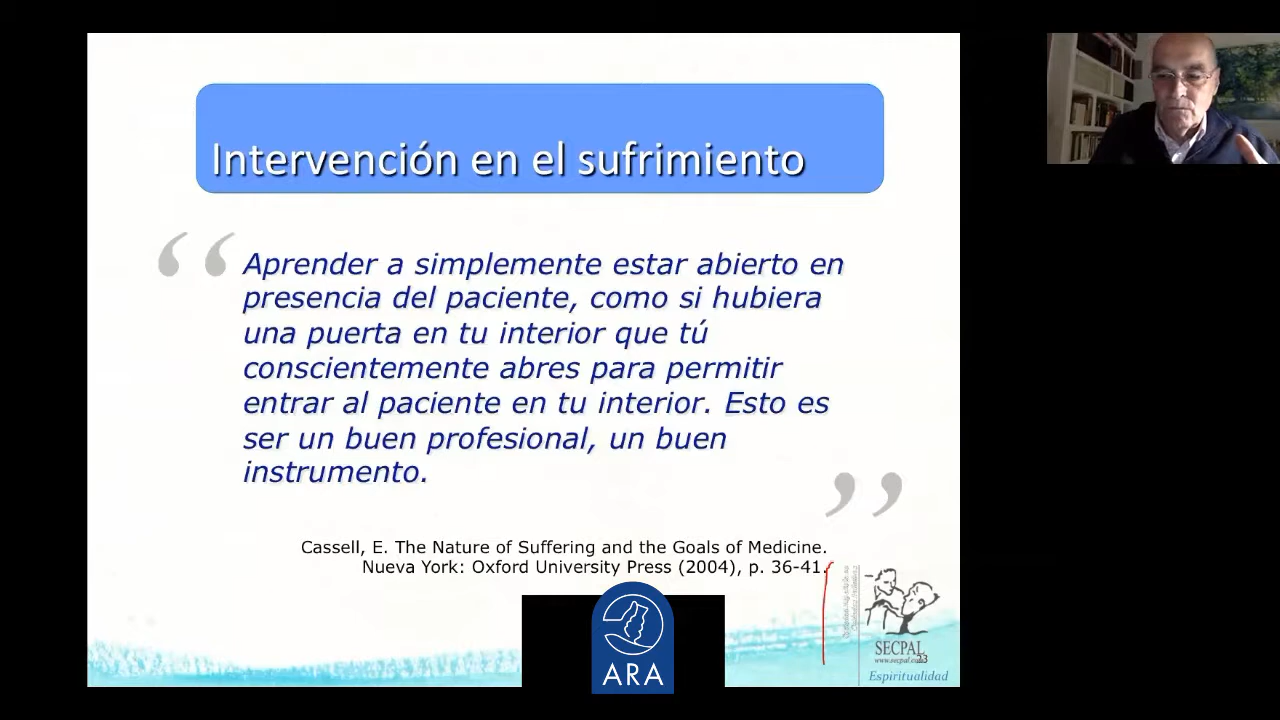 Intervención en el sufrimiento
“ Aprender a simplemente estar abierto en
presencia del paciente, como si hubiera
una puerta en tu interior que tú
conscientemente abres para permitir
entrar al paciente en tu interior. Esto es
ser un buen profesional, un buen
instrumento. ”
Cassell, E. The Nature of Suffering and the Goals of Medicine.
Nueva York: Oxford University Press (2004), p. 36-41.
ARA
SECPAL
23
Espiritualidad